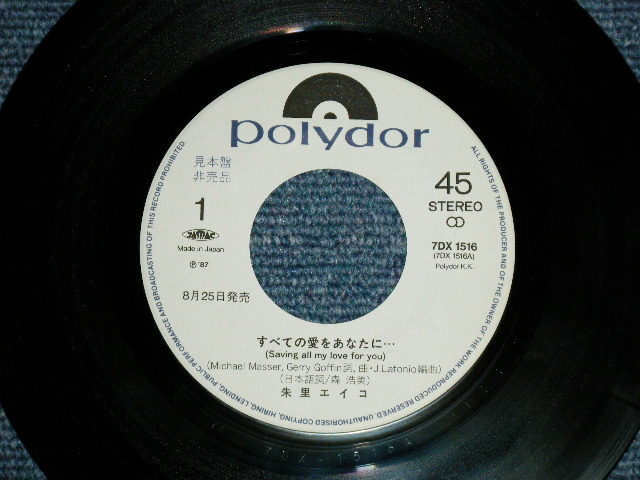 polydor
見本盤
非売品
1
JASRAC
Made in Japan
℗ '87
8月25日発売
45
STEREO
7DX 1516
(7DX 1516A)
Polydor K.K.
すべての愛をあなたに…
(Saving all my love for you)
(Michael Masser, Gerry Goffin詞, 曲・J.Latonio編曲)
(日本語詞/森 浩美)
朱里エイコ
ALL RIGHTS OF THE PRODUCER AND OF THE OWNER OF THE WORK REPRODUCED RESERVED. UNAUTHORISED COPYING, HIRING, LENDING, PUBLIC PERFORMANCE AND BROADCASTING OF THIS RECORD PROHIBITED.